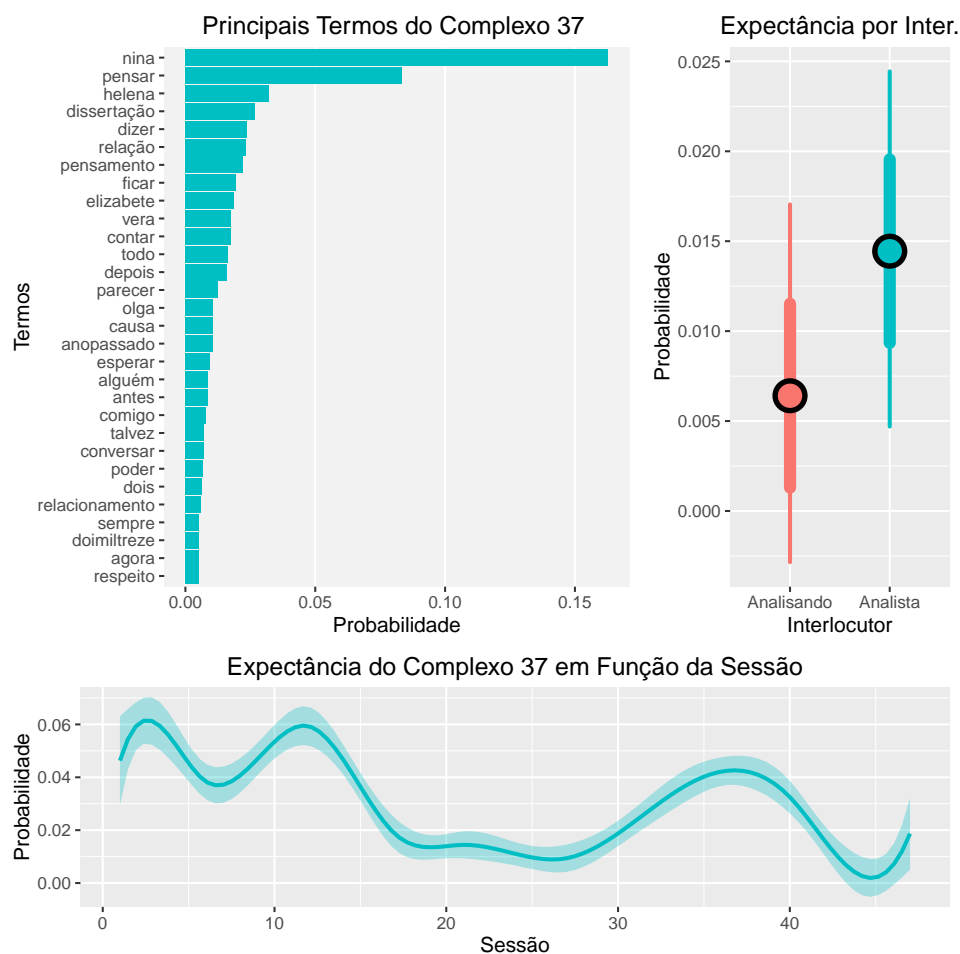 Principais Termos do Complexo 37
Termos
nina
pensar
helena
dissertação
dizer
relação
pensamento
ficar
elizabete
vera
contar
todo
depois
parecer
olga
causa
anopassado
esperar
alguém
antes
comigo
talvez
conversar
poder
dois
relacionamento
sempre
doimiltreze
agora
respeito
0.00 0.05 0.10 0.15
Probabilidade
Expectância por Inter.
Probabilidade
0.025
0.020
0.015
0.010
0.005
0.000
Analisando Analista
Interlocutor
Expectância do Complexo 37 em Função da Sessão
Probabilidade
0.06
0.04
0.02
0.00
0 10 20 30 40
Sessão